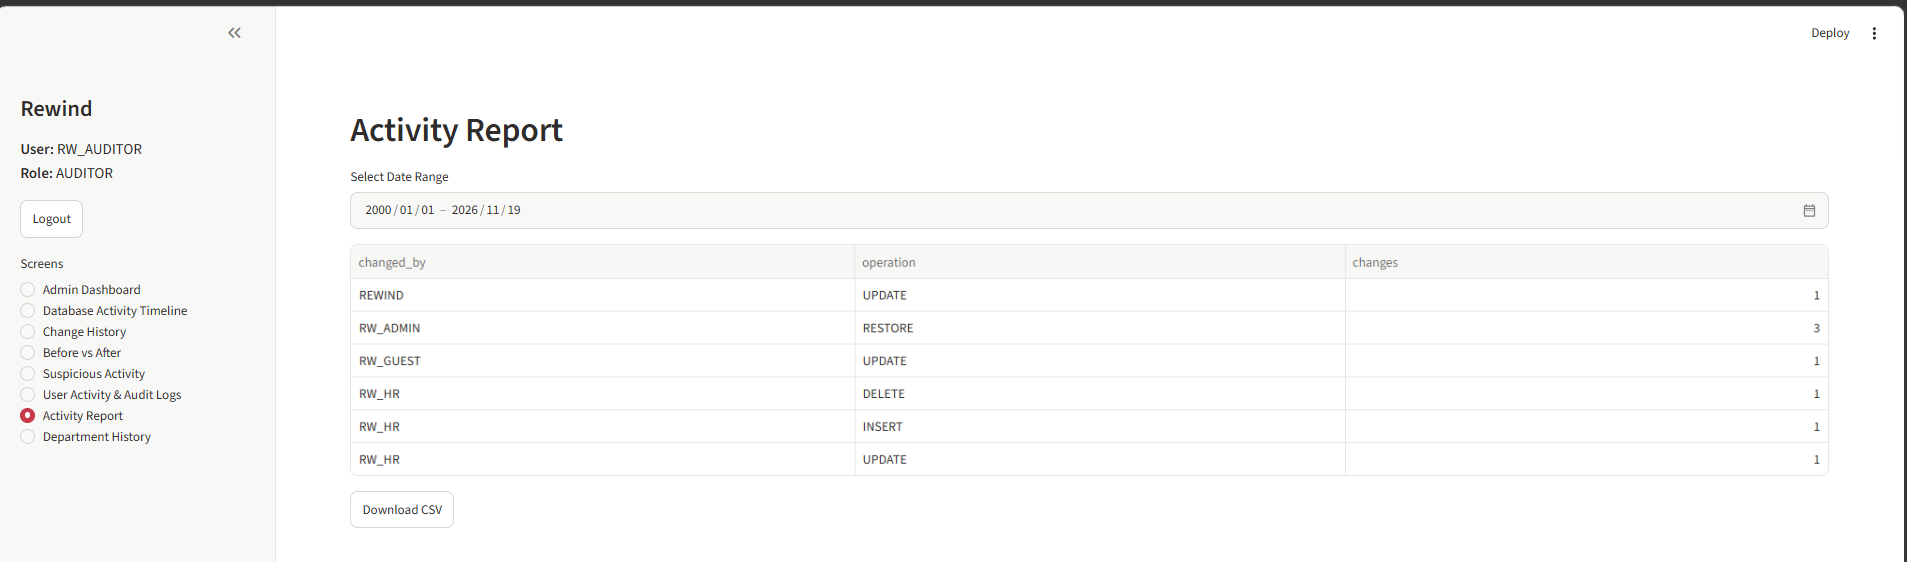 Deploy
Rewind
User: RW_AUDITOR
Role: AUDITOR
Logout
Screens
Admin Dashboard
Database Activity Timeline
Change History
Before vs After
Suspicious Activity
User Activity & Audit Logs
Activity Report
Department History
Activity Report
Select Date Range
2000/01/01 – 2026/11/19
changed_by operation changes
REWIND UPDATE 1
RW_ADMIN RESTORE 3
RW_GUEST UPDATE 1
RW_HR DELETE 1
RW_HR INSERT 1
RW_HR UPDATE 1
Download CSV